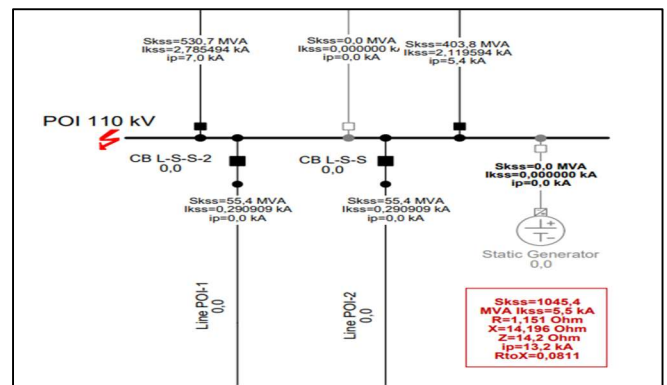 Skss=530,7 MVA
Ikss=2,785494 kA
ip=7,0 kA
Skss=0,0 MVA
Ikss=0,000000 kA
ip=0,0 kA
Skss=403,8 MVA
Ikss=2,119594 kA
ip=5,4 kA
POI 110 kV
CB L-S-S-2
0,0
CB L-S-S
0,0
Skss=0,0 MVA
Ikss=0,000000 kA
ip=0,0 kA
Skss=55,4 MVA
Ikss=0,290909 kA
ip=0,0 kA
Skss=55,4 MVA
Ikss=0,290909 kA
ip=0,0 kA
Static Generator
0,0
Line POI-1
0,0
Line POI-2
0,0
Skss=1045,4
MVA Ikss=5,5 kA
R=1,151 Ohm
X=14,196 Ohm
Z=14,2 Ohm
ip=13,2 kA
RtoX=0,0811